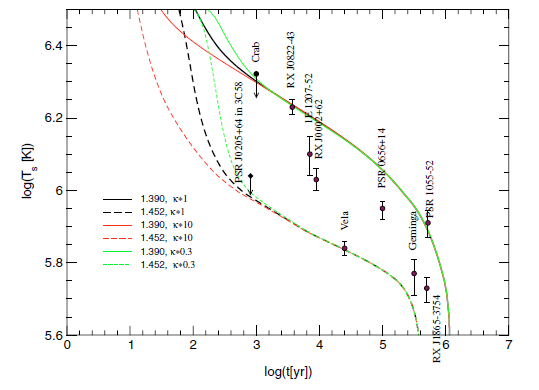 6.4
6.2
6
5.8
5.6
log(T_s [K])
Crab
RX J0822-43
1E1207-52
RX J0002+62
PSR J0205+64 in 3C58
PSR 0656+14
PSR 1055-52
Vela
Geminga
RX J1865-3754
1.390, κ*1
1.452, κ*1
1.390, κ*10
1.452, κ*10
1.390, κ*0.3
1.452, κ*0.3
0 1 2 3 4 5 6 7
log(t[yr])